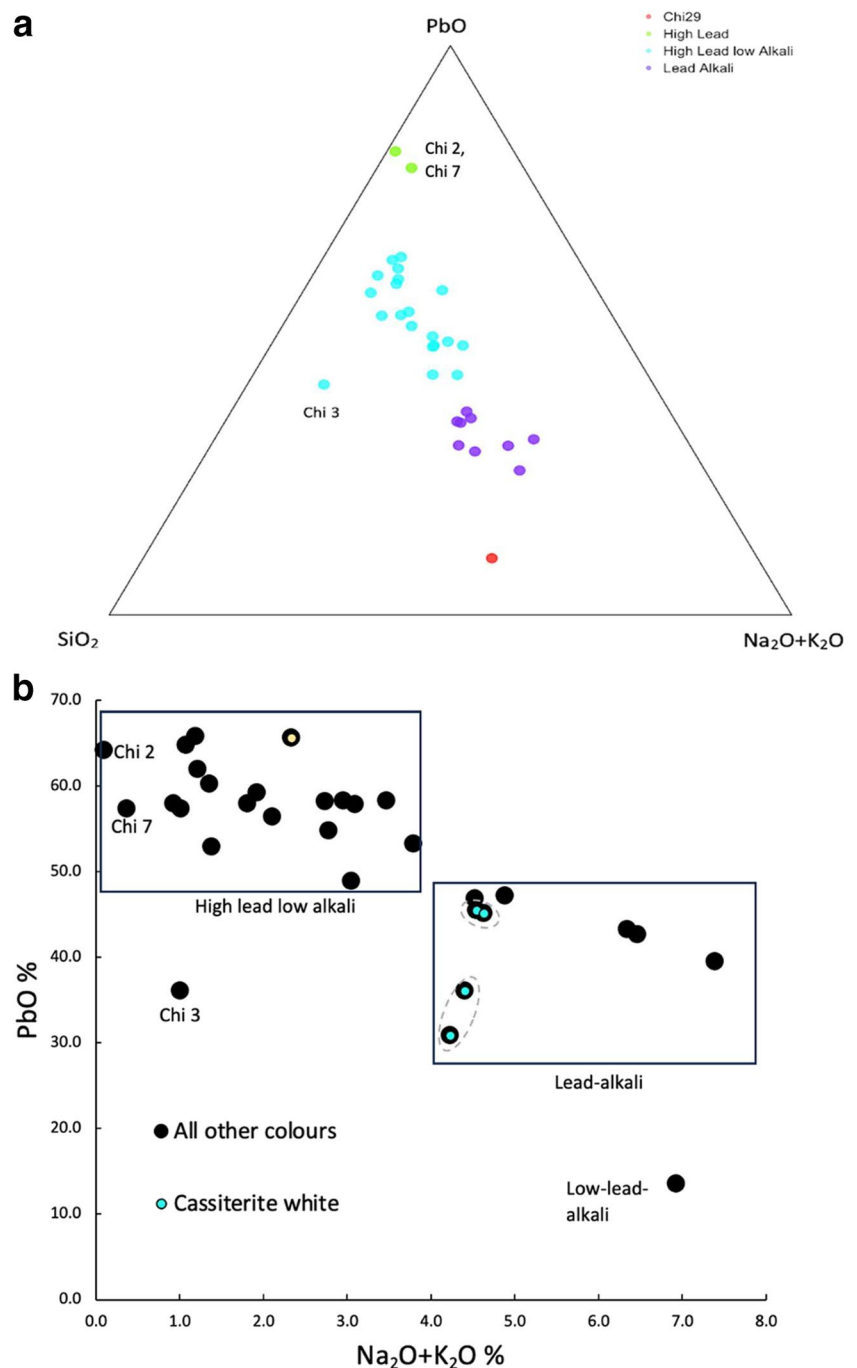 a
PbO
Chi29
High Lead
High Lead low Alkali
Lead Alkali
Chi 2,
Chi 7
Chi 3
SiO₂
Na₂O+K₂O
b
70.0
60.0
50.0
40.0
30.0
20.0
10.0
0.0
PbO %
Chi 2
Chi 7
High lead low alkali
Chi 3
Lead-alkali
All other colours
Cassiterite white
Low-lead-
alkali
0.0 1.0 2.0 3.0 4.0 5.0 6.0 7.0 8.0
Na₂O+K₂O %